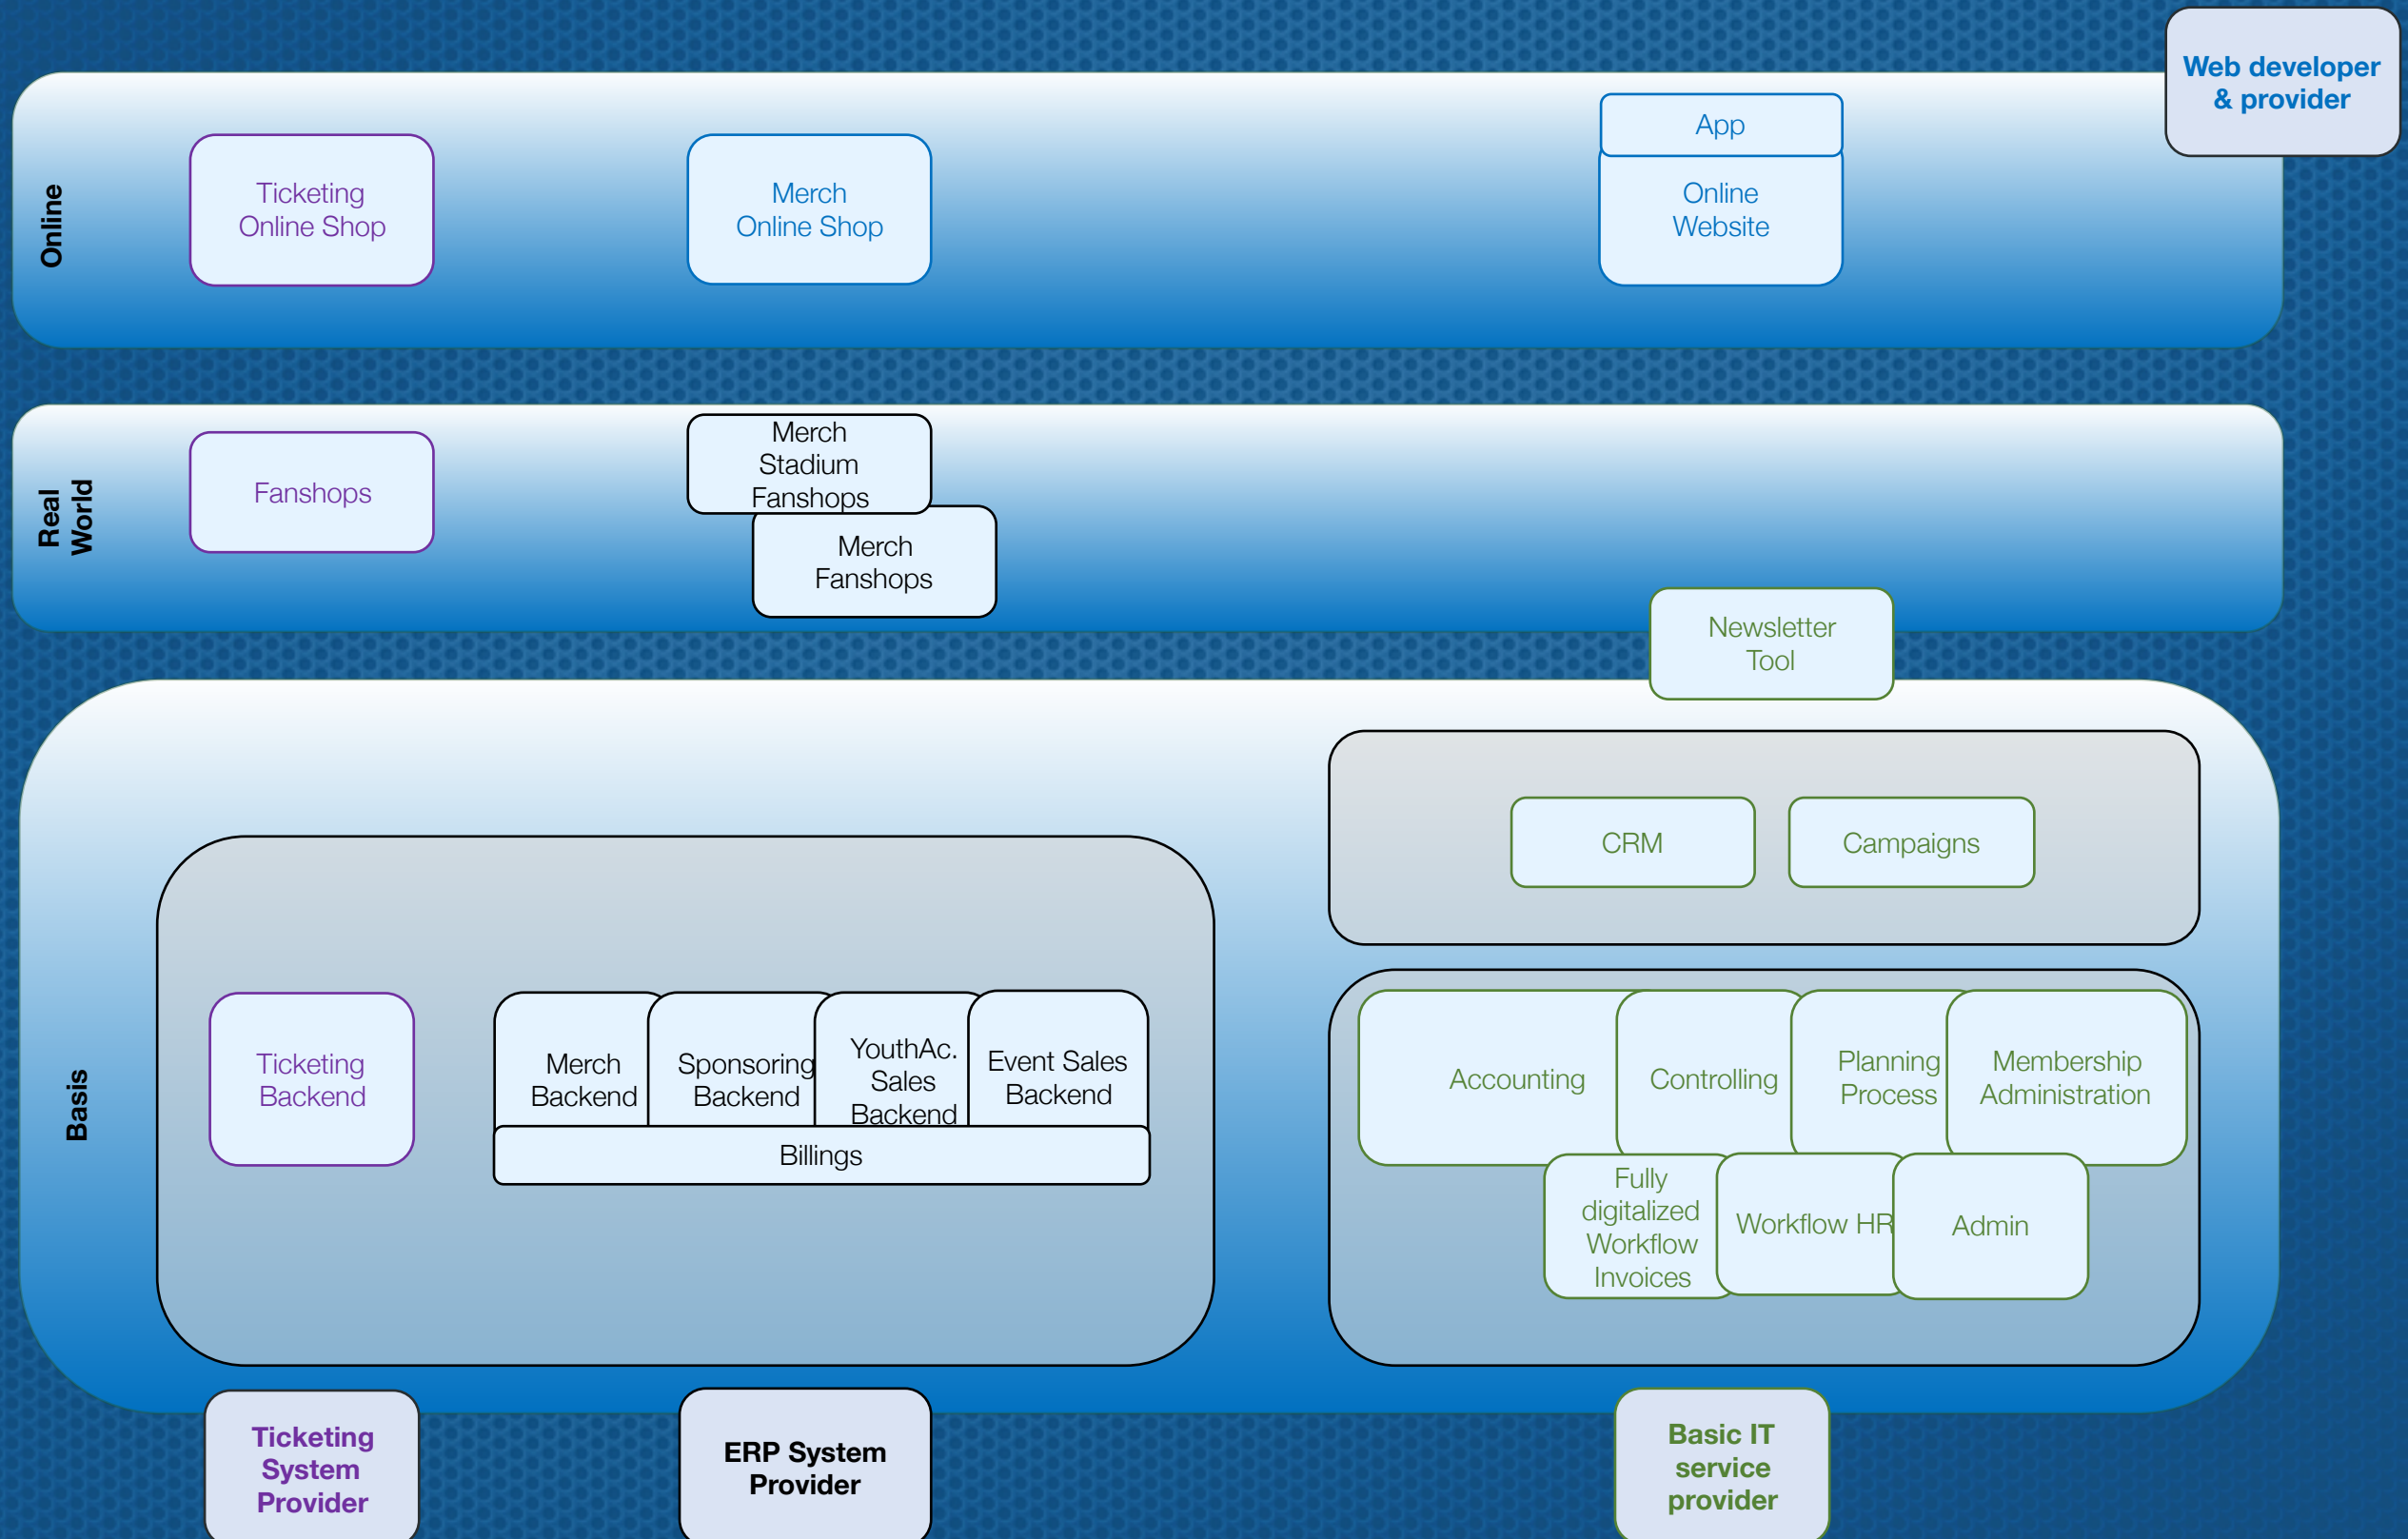 Web developer
& provider
Online
Ticketing
Online Shop
Merch
Online Shop
App
Online
Website
Real
World
Fanshops
Merch
Stadium
Fanshops
Merch
Fanshops
Newsletter
Tool
Basis
CRM
Campaigns
Ticketing
Backend
Merch
Backend
Sponsoring
Backend
YouthAc.
Sales
Backend
Event Sales
Backend
Billings
Accounting
Controlling
Planning
Process
Membership
Administration
Fully
digitalized
Workflow
Invoices
Workflow HR
Admin
Ticketing
System
Provider
ERP System
Provider
Basic IT
service
provider